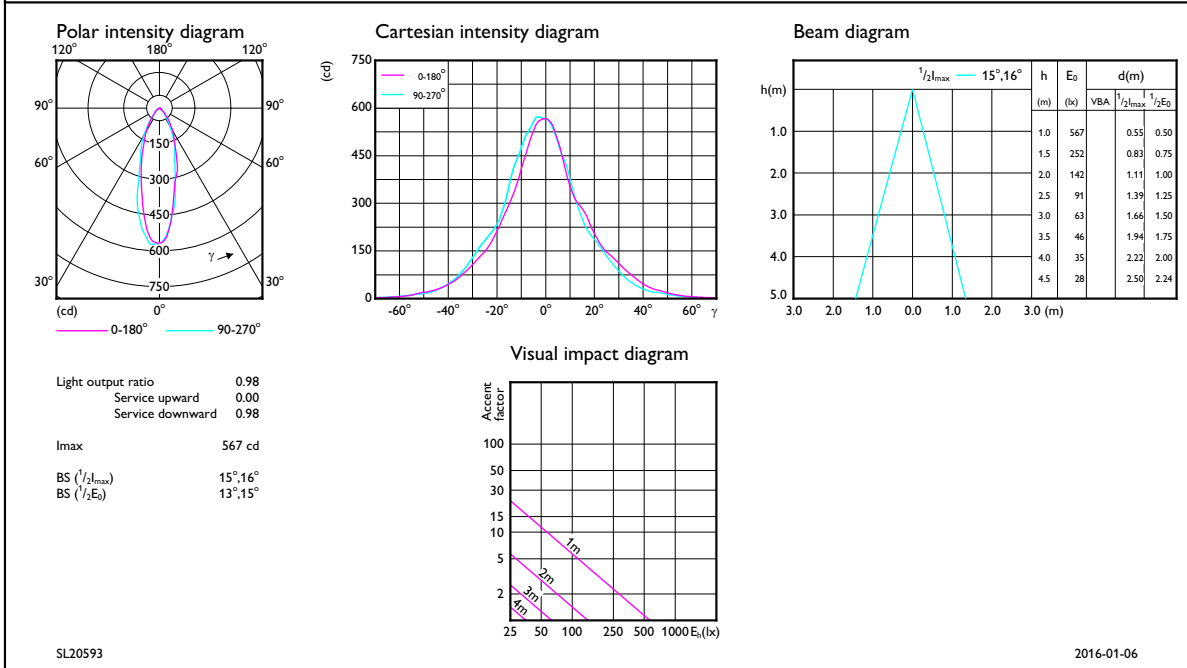 Polar intensity diagram
120° 180° 120°
90° 90°
60° 60°
30° 30°
150
300
450
600
750
γ
(cd) 0°
0-180° 90-270°
Light output ratio 0.98
Service upward 0.00
Service downward 0.98
Imax 567 cd
BS (1/2Imax) 15°,16°
BS (1/2E0) 13°,15°
Cartesian intensity diagram
(cd)
0-180°
90-270°
750
600
450
300
150
0
-60° -40° -20° 0° 20° 40° 60° γ
Beam diagram
1/2Imax 15°,16°
h(m)
1.0
2.0
3.0
4.0
5.0
3.0 2.0 1.0 0.0 1.0 2.0 3.0 (m)
h E0 d(m)
(m) (lx) VBA 1/2Imax 1/2E0
1.0 567 0.55 0.50
1.5 252 0.83 0.75
2.0 142 1.11 1.00
2.5 91 1.39 1.25
3.0 63 1.66 1.50
3.5 46 1.94 1.75
4.0 35 2.22 2.00
4.5 28 2.50 2.24
Visual impact diagram
Accent
factor
100
50
30
15
10
5
2
1m
2m
3m
4m
25 50 100 250 500 1000 Eh(lx)
SL20593 2016-01-06